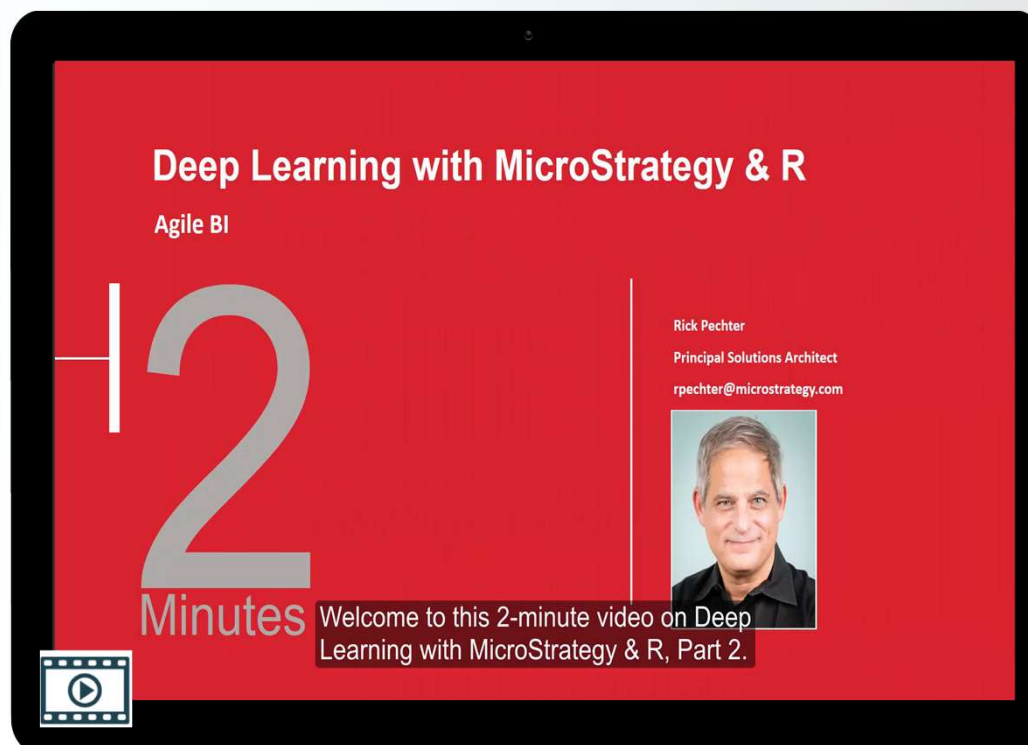 Deep Learning with MicroStrategy & R
Agile BI
2
Minutes
Rick Pechter
Principal Solutions Architect
rpechter@microstrategy.com
Welcome to this 2-minute video on Deep
Learning with MicroStrategy & R, Part 2.